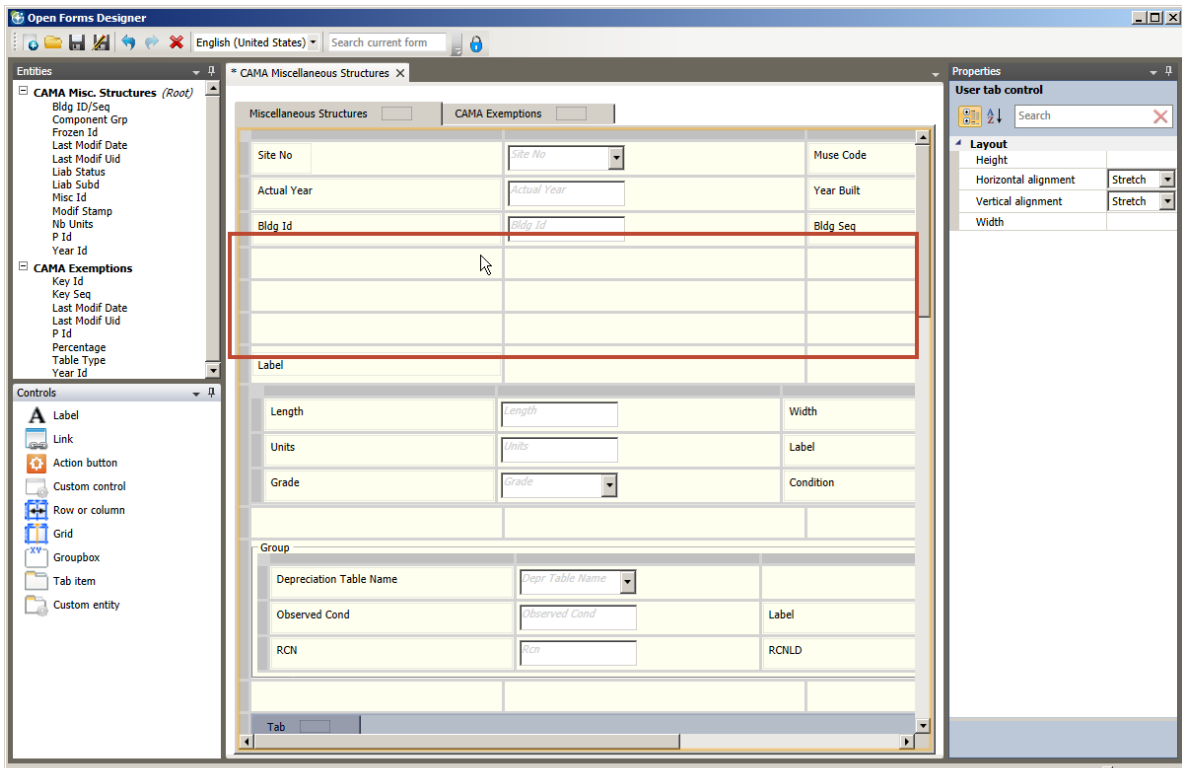 Open Forms Designer
English (United States) Search current form
Entities
CAMA Misc. Structures (Root)
Bldg ID/Seq
Component Grp
Frozen Id
Last Modif Date
Last Modif Uid
Liab Status
Liab Subd
Misc Id
Modif Stamp
Nb Units
P Id
Year Id
CAMA Exemptions
Key Id
Key Seq
Last Modif Date
Last Modif Uid
P Id
Percentage
Table Type
Year Id
Controls
Label
Link
Action button
Custom control
Row or column
Grid
XY
Groupbox
Tab item
Custom entity
* CAMA Miscellaneous Structures
Miscellaneous Structures CAMA Exemptions
Site No Site No Muse Code
Actual Year Actual Year Year Built
Bldg Id Bldg Id Bldg Seq
Label
Length Length Width
Units Units Label
Grade Grade Condition
Group
Depreciation Table Name Depr Table Name
Observed Cond Observed Cond Label
RCN Rcn RCNLD
Tab
Properties
User tab control
A Z Search
Layout
Height
Horizontal alignment Stretch
Vertical alignment Stretch
Width